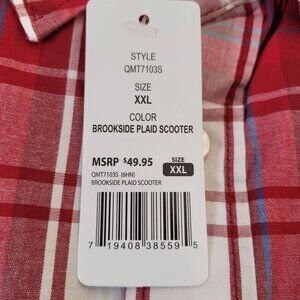 STYLE
QMT7103S
SIZE
XXL
COLOR
BROOKSIDE PLAID SCOOTER
MSRP $49.95
SIZE
XXL
QMT7103S (6HN)
BROOKSIDE PLAID SCOOTER
7 19408 38559 5